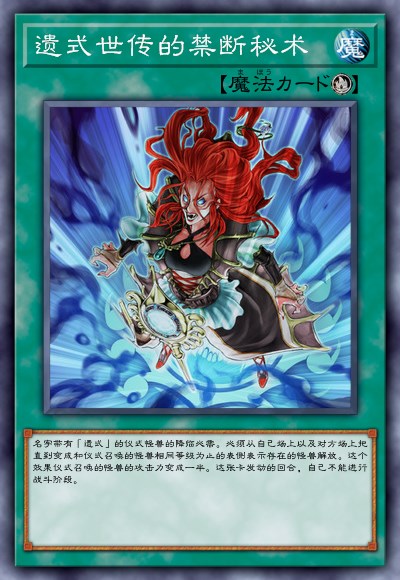 遗式世传的禁断秘术
魔
【魔法カード】
まほう
名字带有「遗式」的仪式怪兽的降临必需。必须从自己场上以及对方场上把
直到变成和仪式召唤的怪兽相同等级为止的表侧表示存在的怪兽解放。这个
效果仪式召唤的怪兽的攻击力变成一半。这张卡发动的回合，自己不能进行
战斗阶段。